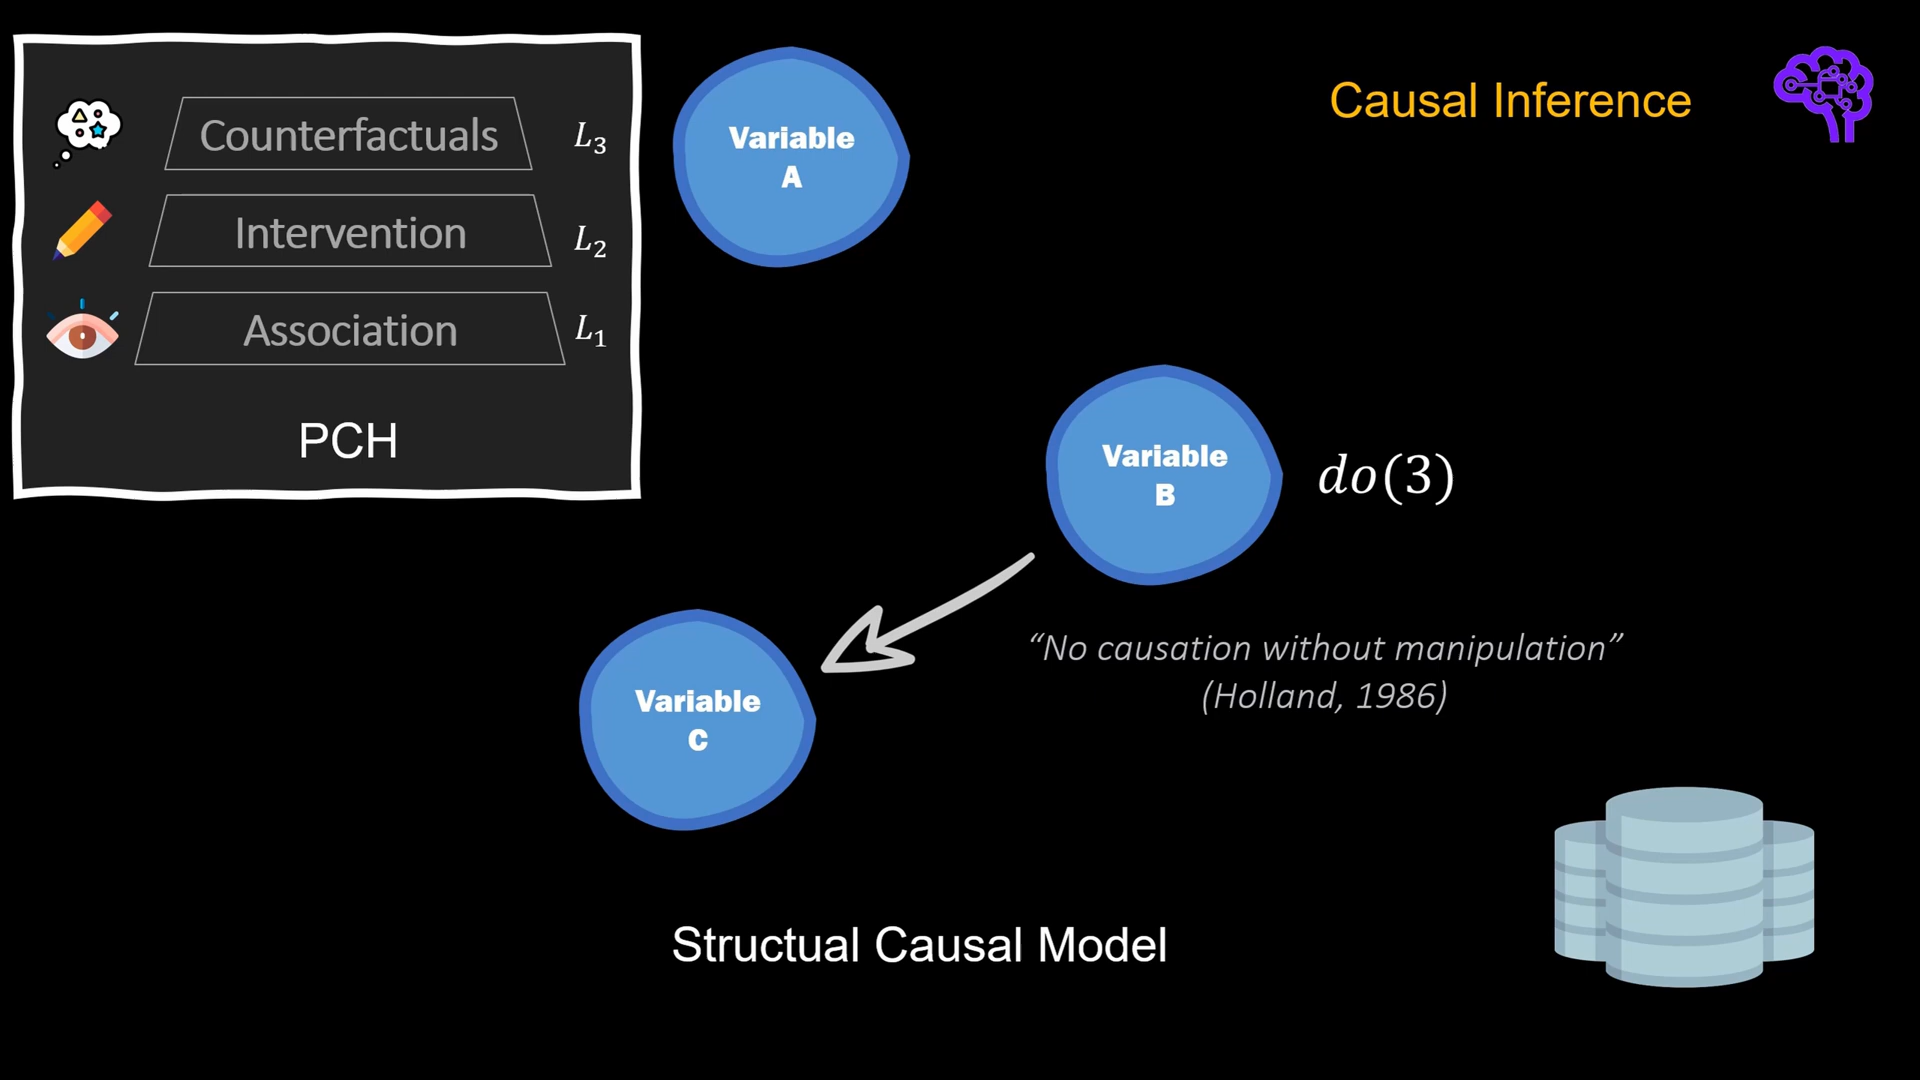 Counterfactuals L3
Intervention L2
Association L1
PCH
Variable
A
Causal Inference
Variable
B
do(3)
“No causation without manipulation”
(Holland, 1986)
Variable
C
Structual Causal Model